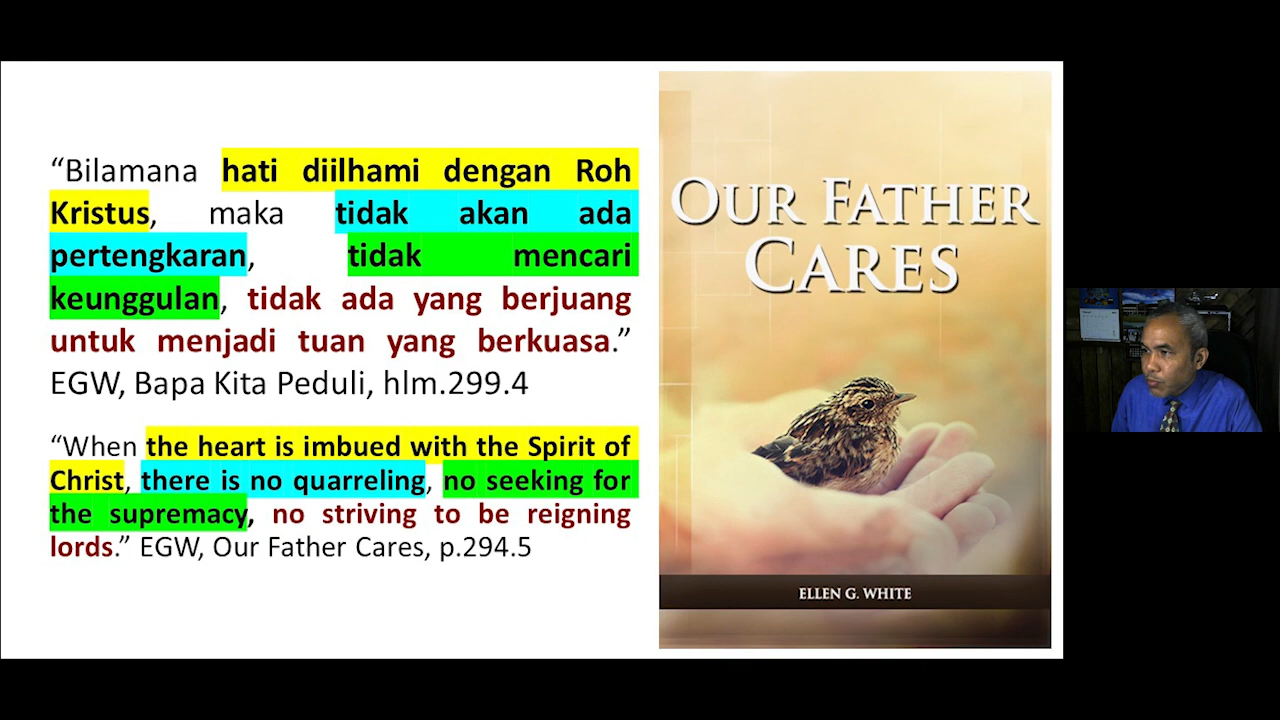 “Bilamana hati diilhami dengan Roh
Kristus, maka tidak akan ada
pertengkaran, tidak mencari
keunggulan, tidak ada yang berjuang
untuk menjadi tuan yang berkuasa.”
EGW, Bapa Kita Peduli, hlm.299.4
“When the heart is imbued with the Spirit of
Christ, there is no quarreling, no seeking for
the supremacy, no striving to be reigning
lords.” EGW, Our Father Cares, p.294.5
OUR FATHER
CARES
ELLEN G. WHITE